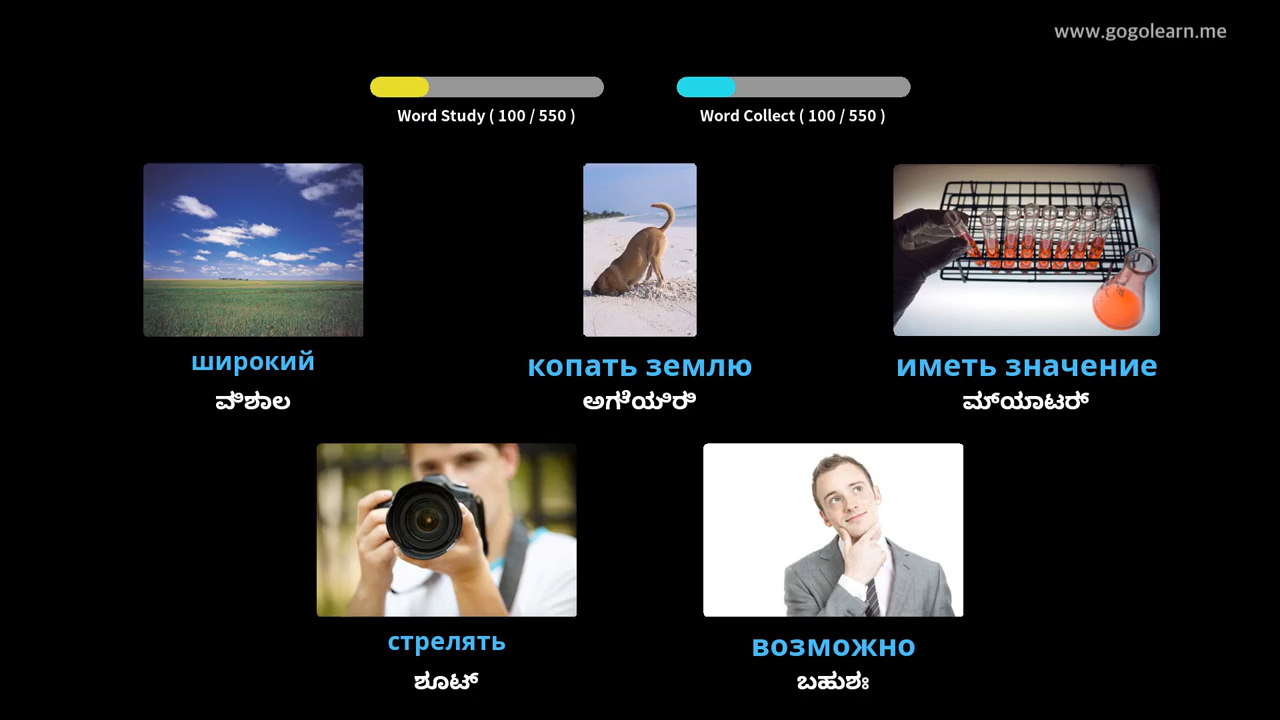 www.gogolearn.me
Word Study ( 100 / 550 )
Word Collect ( 100 / 550 )
широкий
ವಿಶಾಲ
копать землю
ಅಗೆಯಿರಿ
иметь значение
ಮ್ಯಾಟರ್
стрелять
ಶೂಟ್
возможно
ಬಹುಶಃ